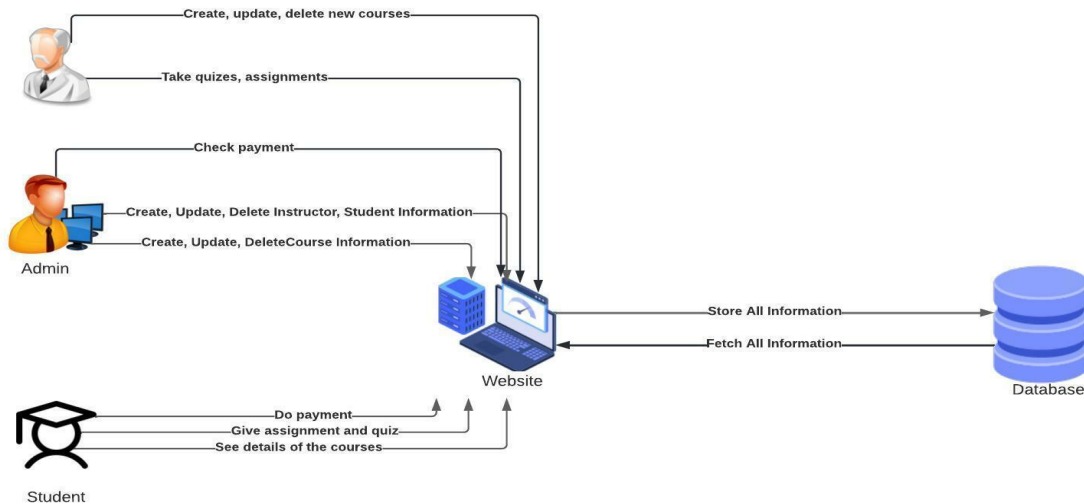 Create, update, delete new courses
Take quizes, assignments
Check payment
Create, Update, Delete Instructor, Student Information
Create, Update, DeleteCourse Information
Admin
Store All Information
Fetch All Information
Website
Database
Do payment
Give assignment and quiz
See details of the courses
Student